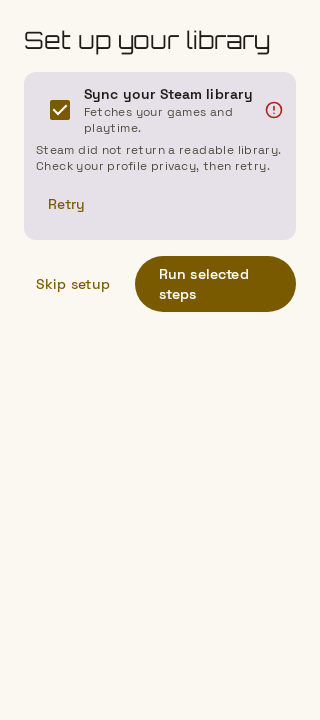 Set up your library
Sync your Steam library
Fetches your games and
playtime.
Steam did not return a readable library.
Check your profile privacy, then retry.
Retry
Skip setup
Run selected
steps